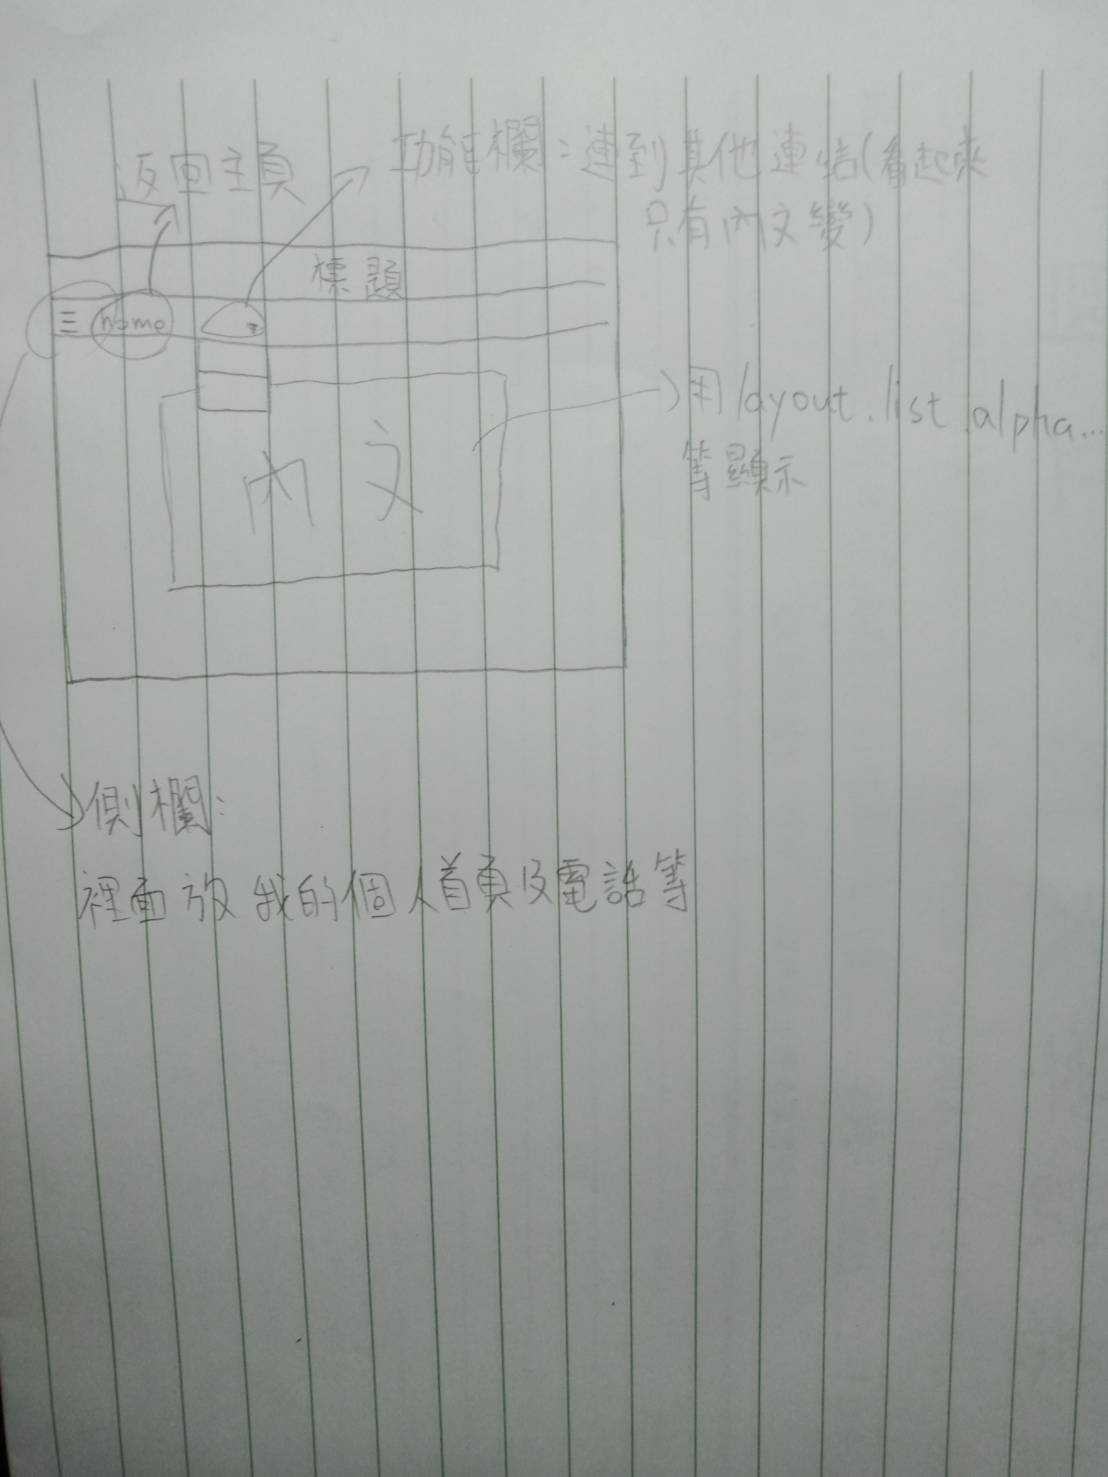 返回主頁
功能欄：連到其他連結(看起來
只有內文變)
標題
三 home
用layout.list.alpha...
等顯示
內文
側欄：
裡面放我的個人首頁及電話等